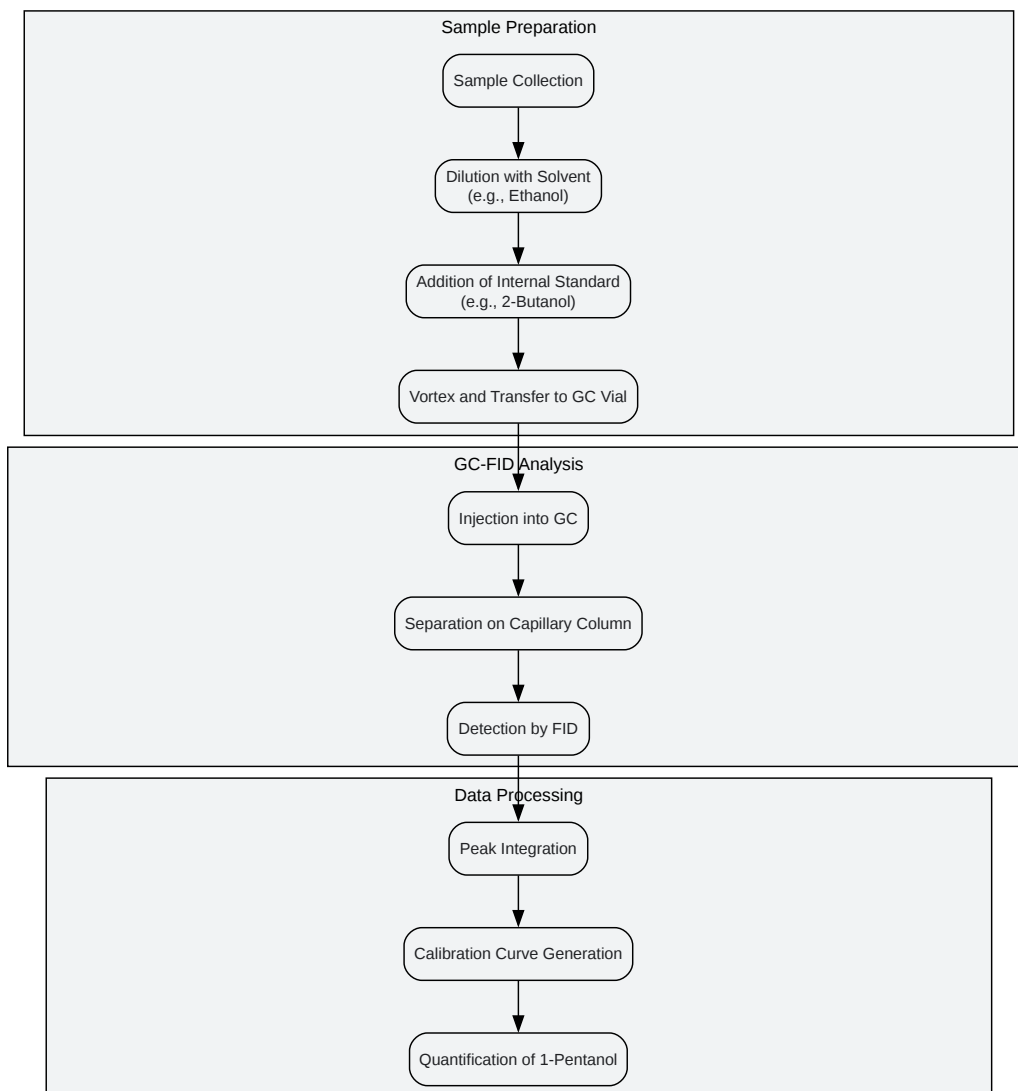 Sample Preparation
Sample Collection
Dilution with Solvent
(e.g., Ethanol)
Addition of Internal Standard
(e.g., 2-Butanol)
Vortex and Transfer to GC Vial
GC-FID Analysis
Injection into GC
Separation on Capillary Column
Detection by FID
Data Processing
Peak Integration
Calibration Curve Generation
Quantification of 1-Pentanol